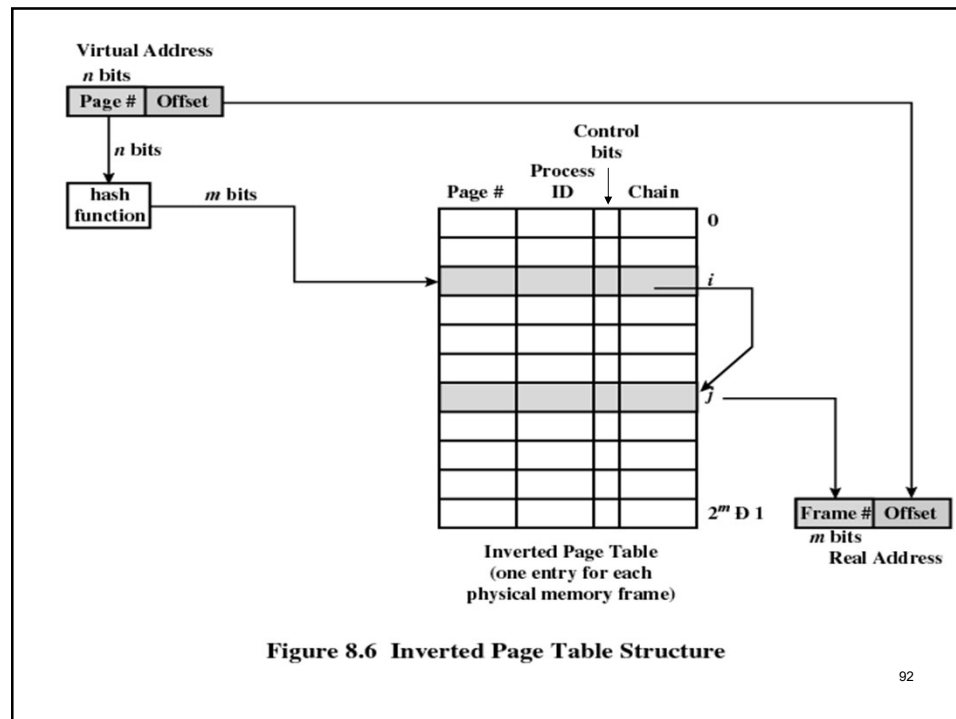 Virtual Address
n bits
Page # Offset
n bits
hash
function
m bits
Control
bits
Process
Page # ID Chain
0
i
j
2^m Ð 1
Frame # Offset
m bits
Real Address
Inverted Page Table
(one entry for each
physical memory frame)
Figure 8.6 Inverted Page Table Structure
92